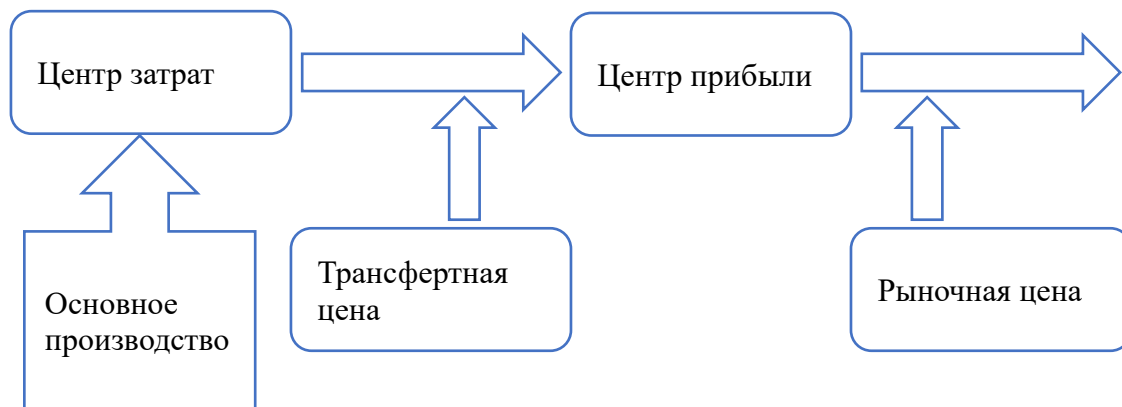 Центр затрат
Центр прибыли
Трансфертная
цена
Рыночная цена
Основное
производство